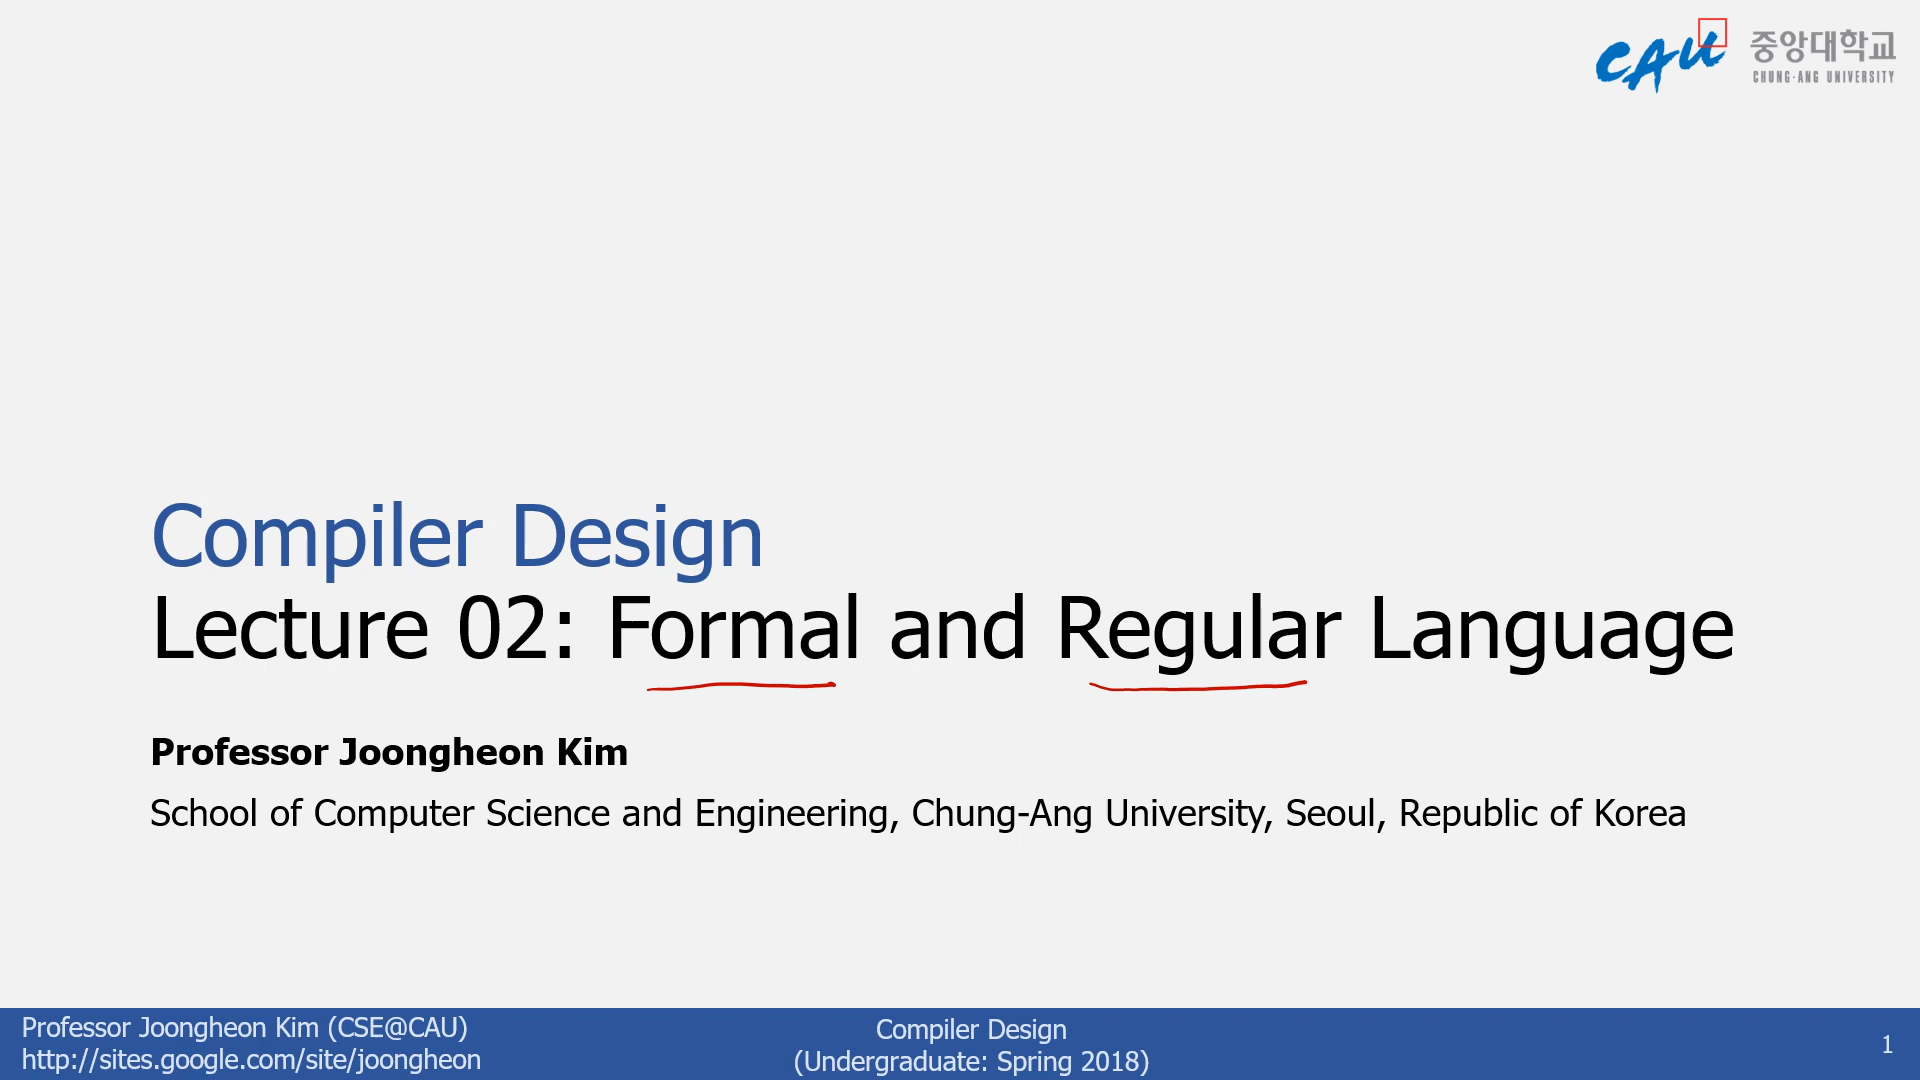 CAU 중앙대학교
CHUNG-ANG UNIVERSITY
Compiler Design
Lecture 02: Formal and Regular Language
Professor Joongheon Kim
School of Computer Science and Engineering, Chung-Ang University, Seoul, Republic of Korea
Professor Joongheon Kim (CSE@CAU)
http://sites.google.com/site/joongheon
Compiler Design
(Undergraduate: Spring 2018)
1